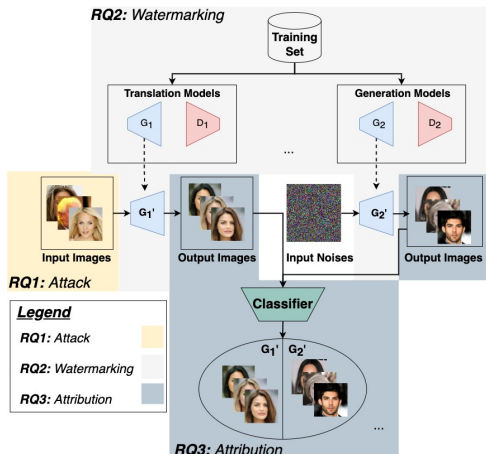 RQ2: Watermarking
Training
Set
Translation Models
Generation Models
G1
D1
G2
D2
...
G1'
G2'
Input Images
Output Images
Input Noises
Output Images
RQ1: Attack
Classifier
Legend
RQ1: Attack
RQ2: Watermarking
RQ3: Attribution
G1'
G2'
...
RQ3: Attribution